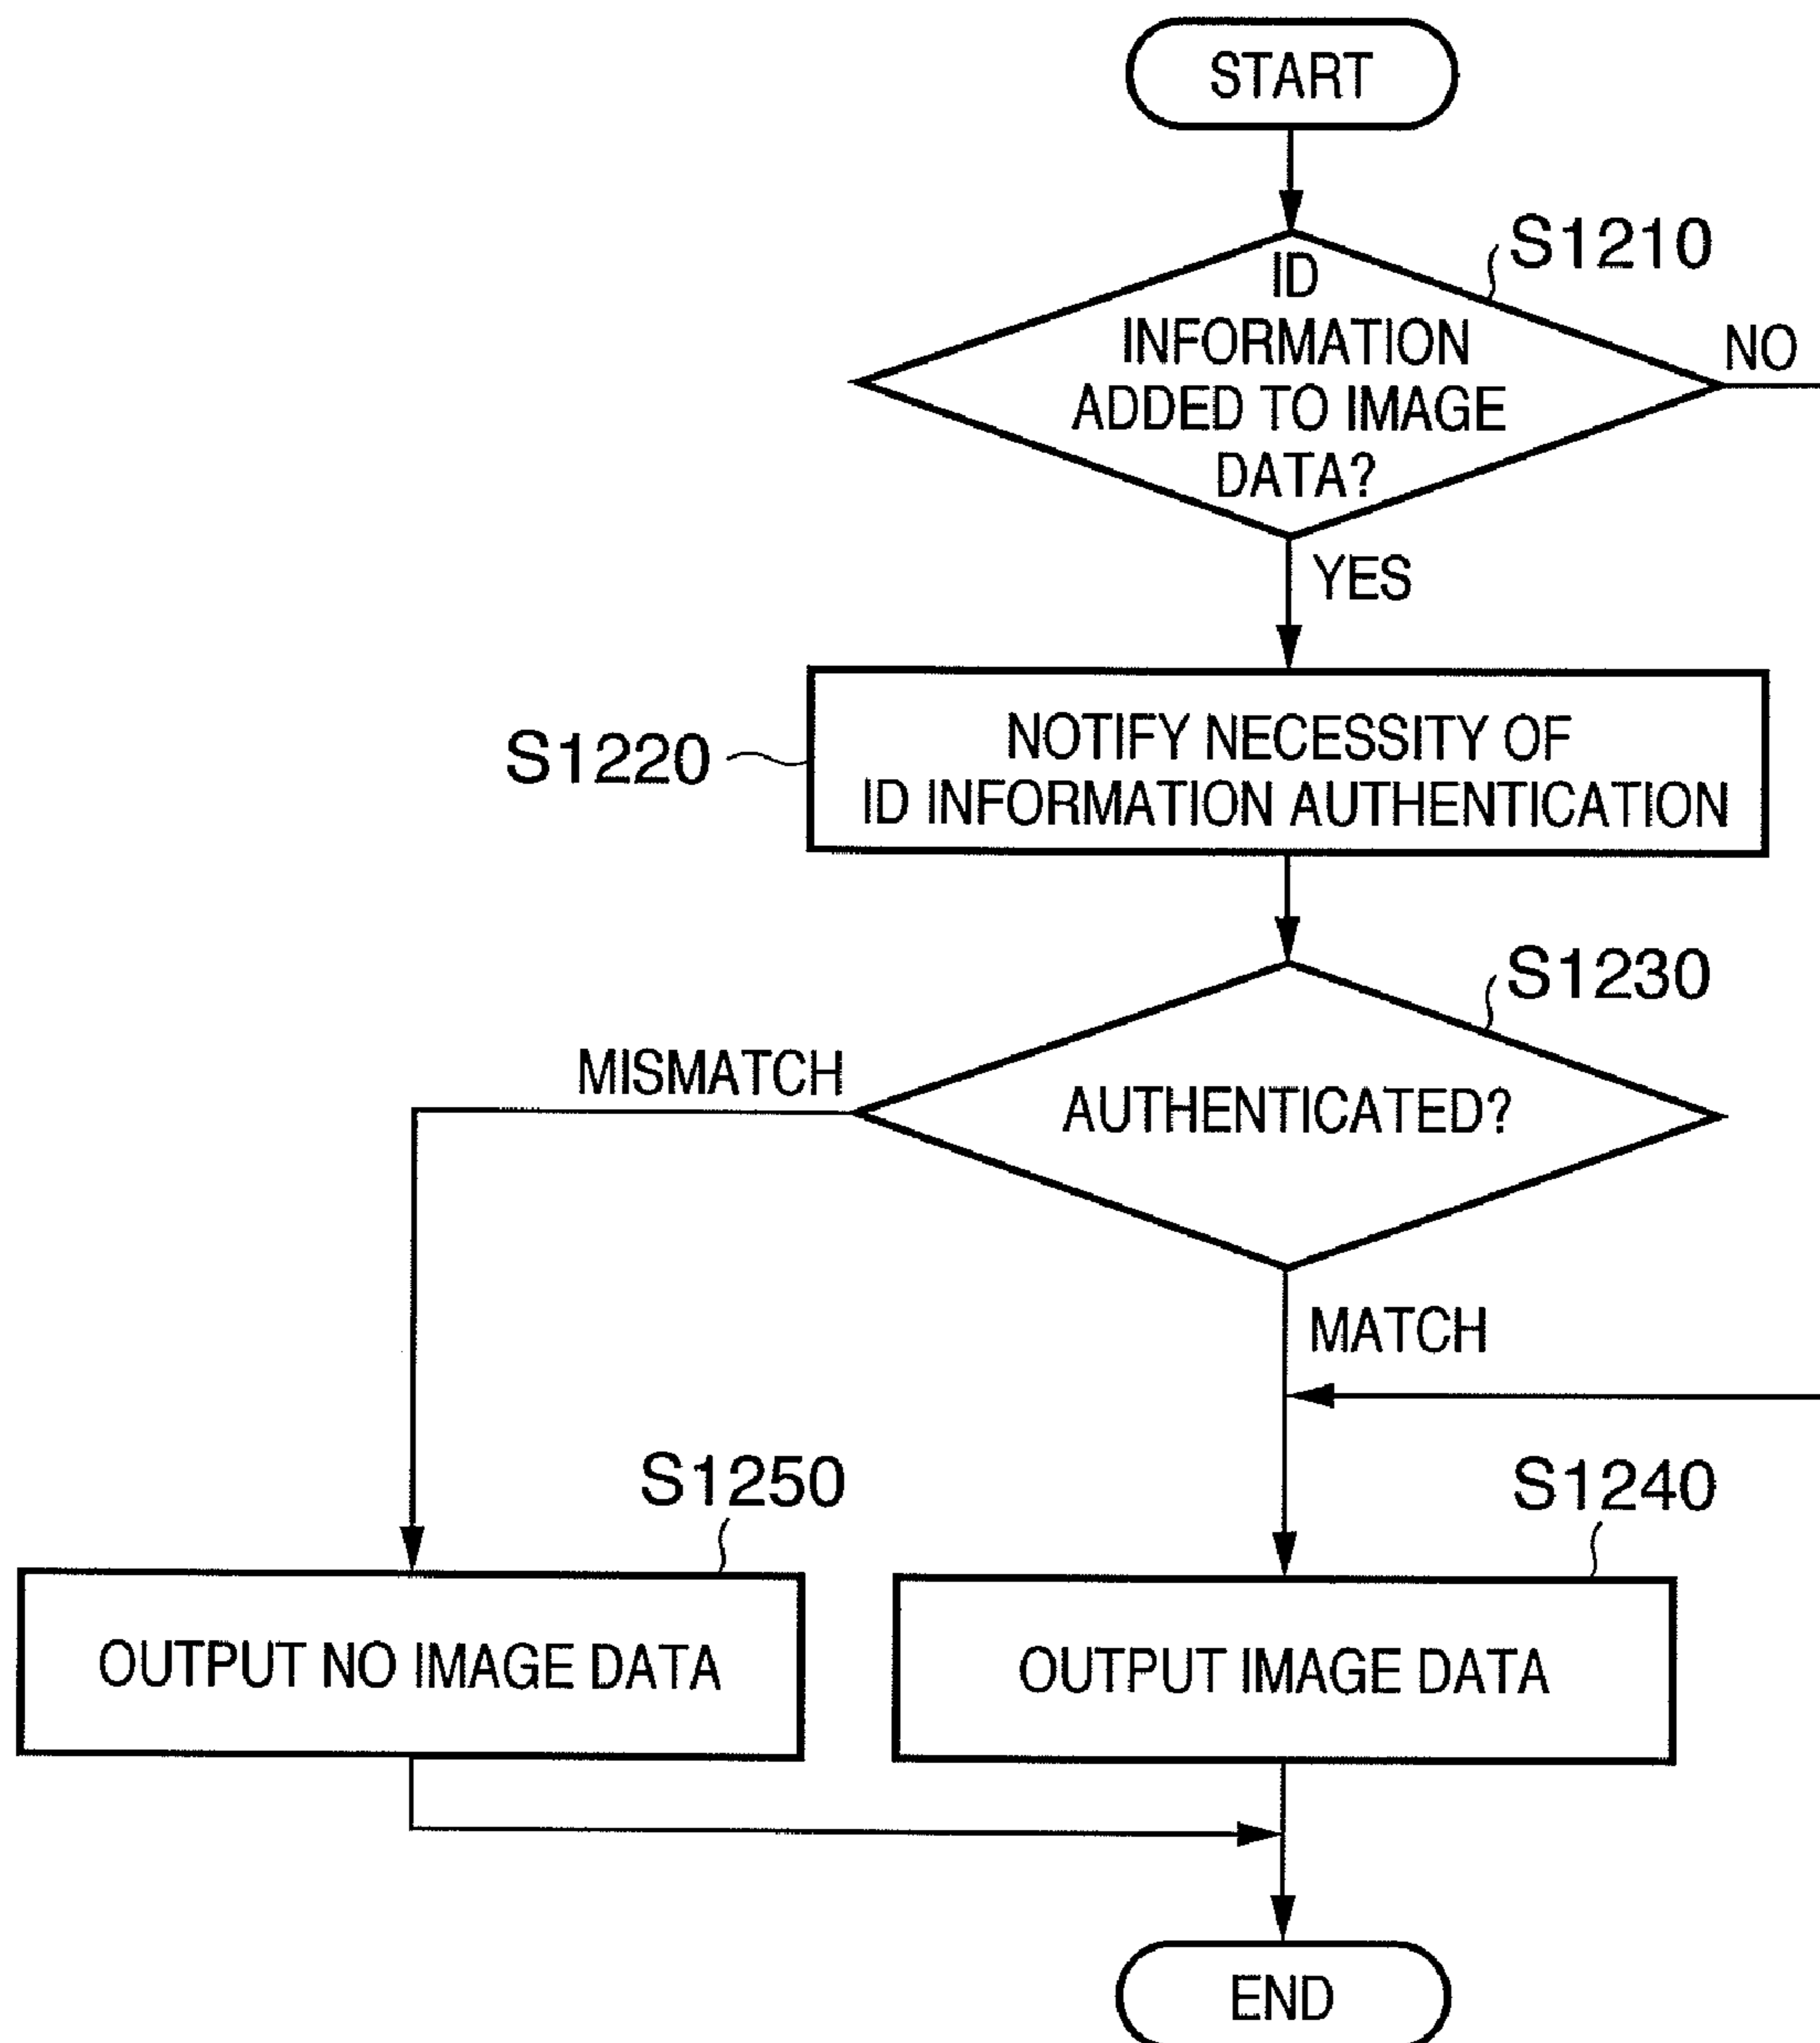 START
S1210
ID
INFORMATION
ADDED TO IMAGE
DATA?
NO
YES
S1220
NOTIFY NECESSITY OF
ID INFORMATION AUTHENTICATION
S1230
MISMATCH
AUTHENTICATED?
MATCH
S1250
S1240
OUTPUT NO IMAGE DATA
OUTPUT IMAGE DATA
END